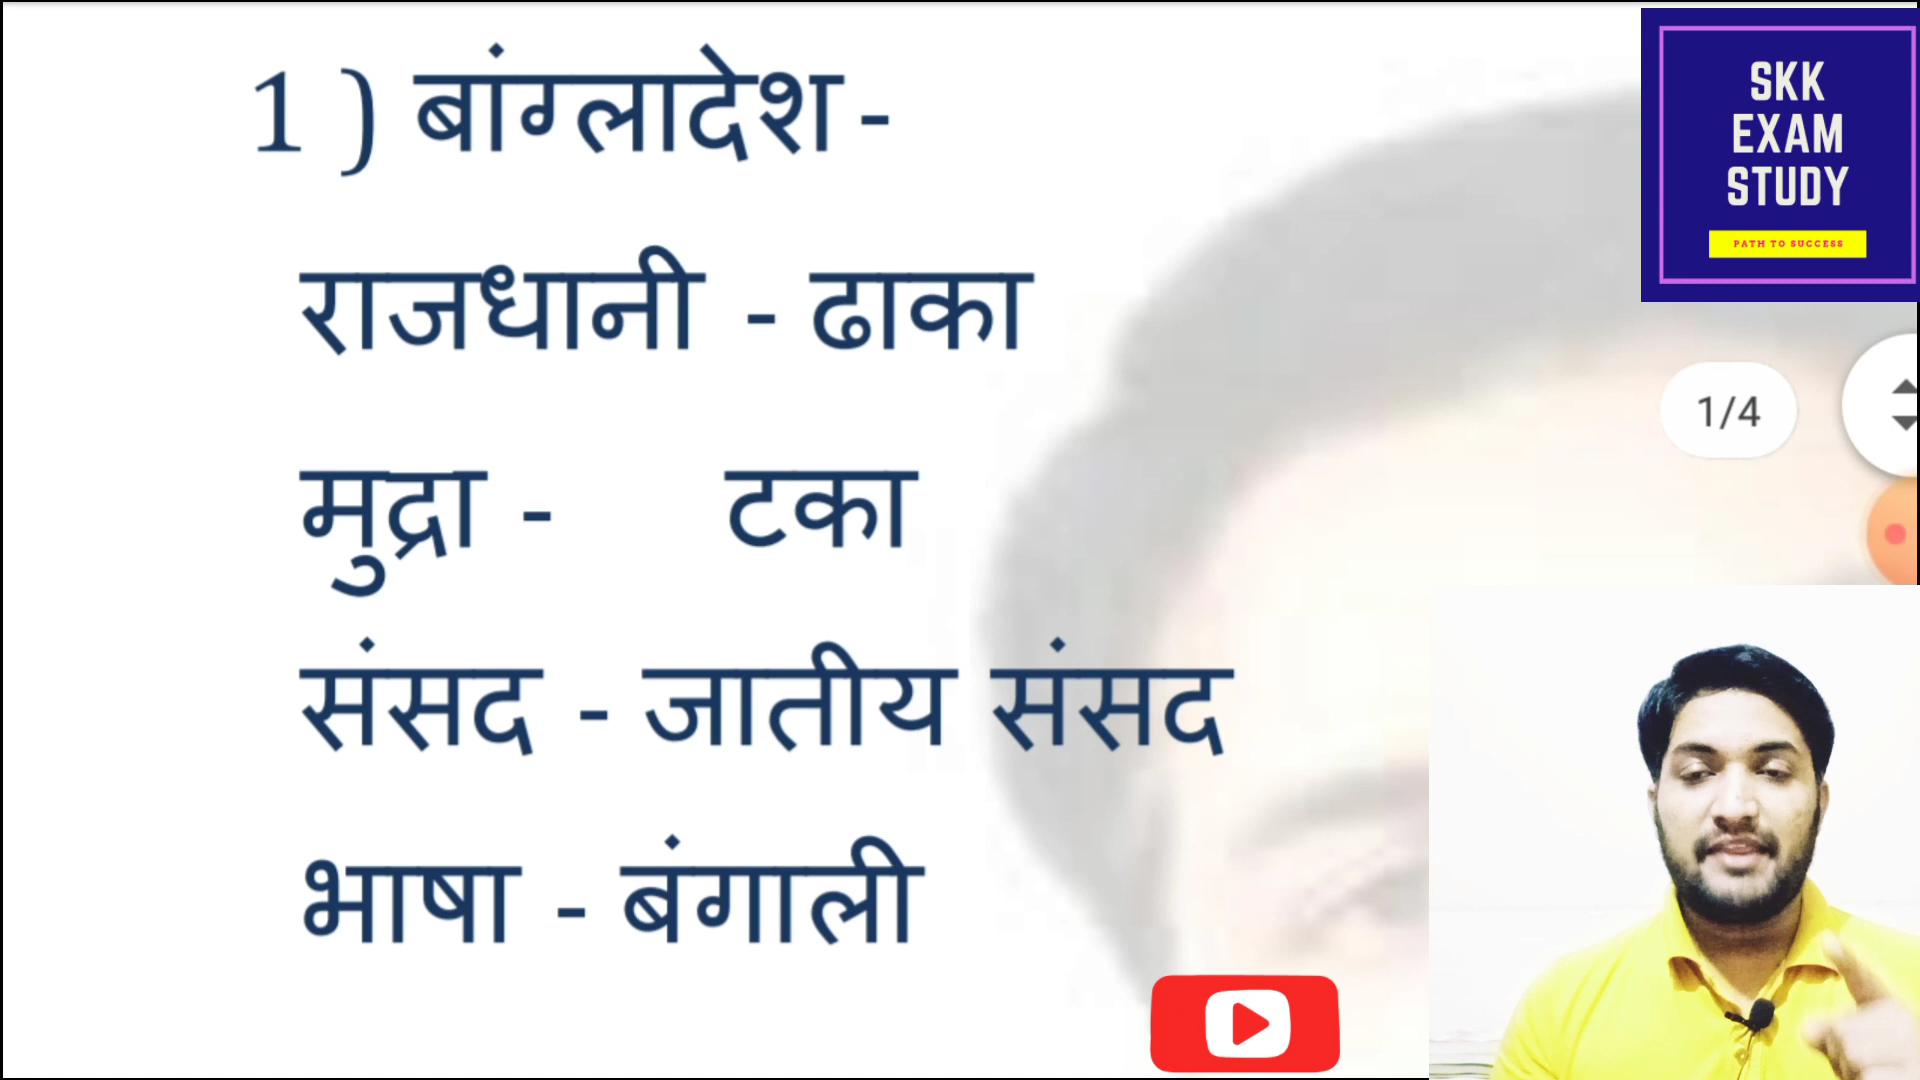 1 ) बांग्लादेश -
राजधानी - ढाका
मुद्रा - टका
संसद - जातीय संसद
भाषा - बंगाली
SKK
EXAM
STUDY
PATH TO SUCCESS
1/4